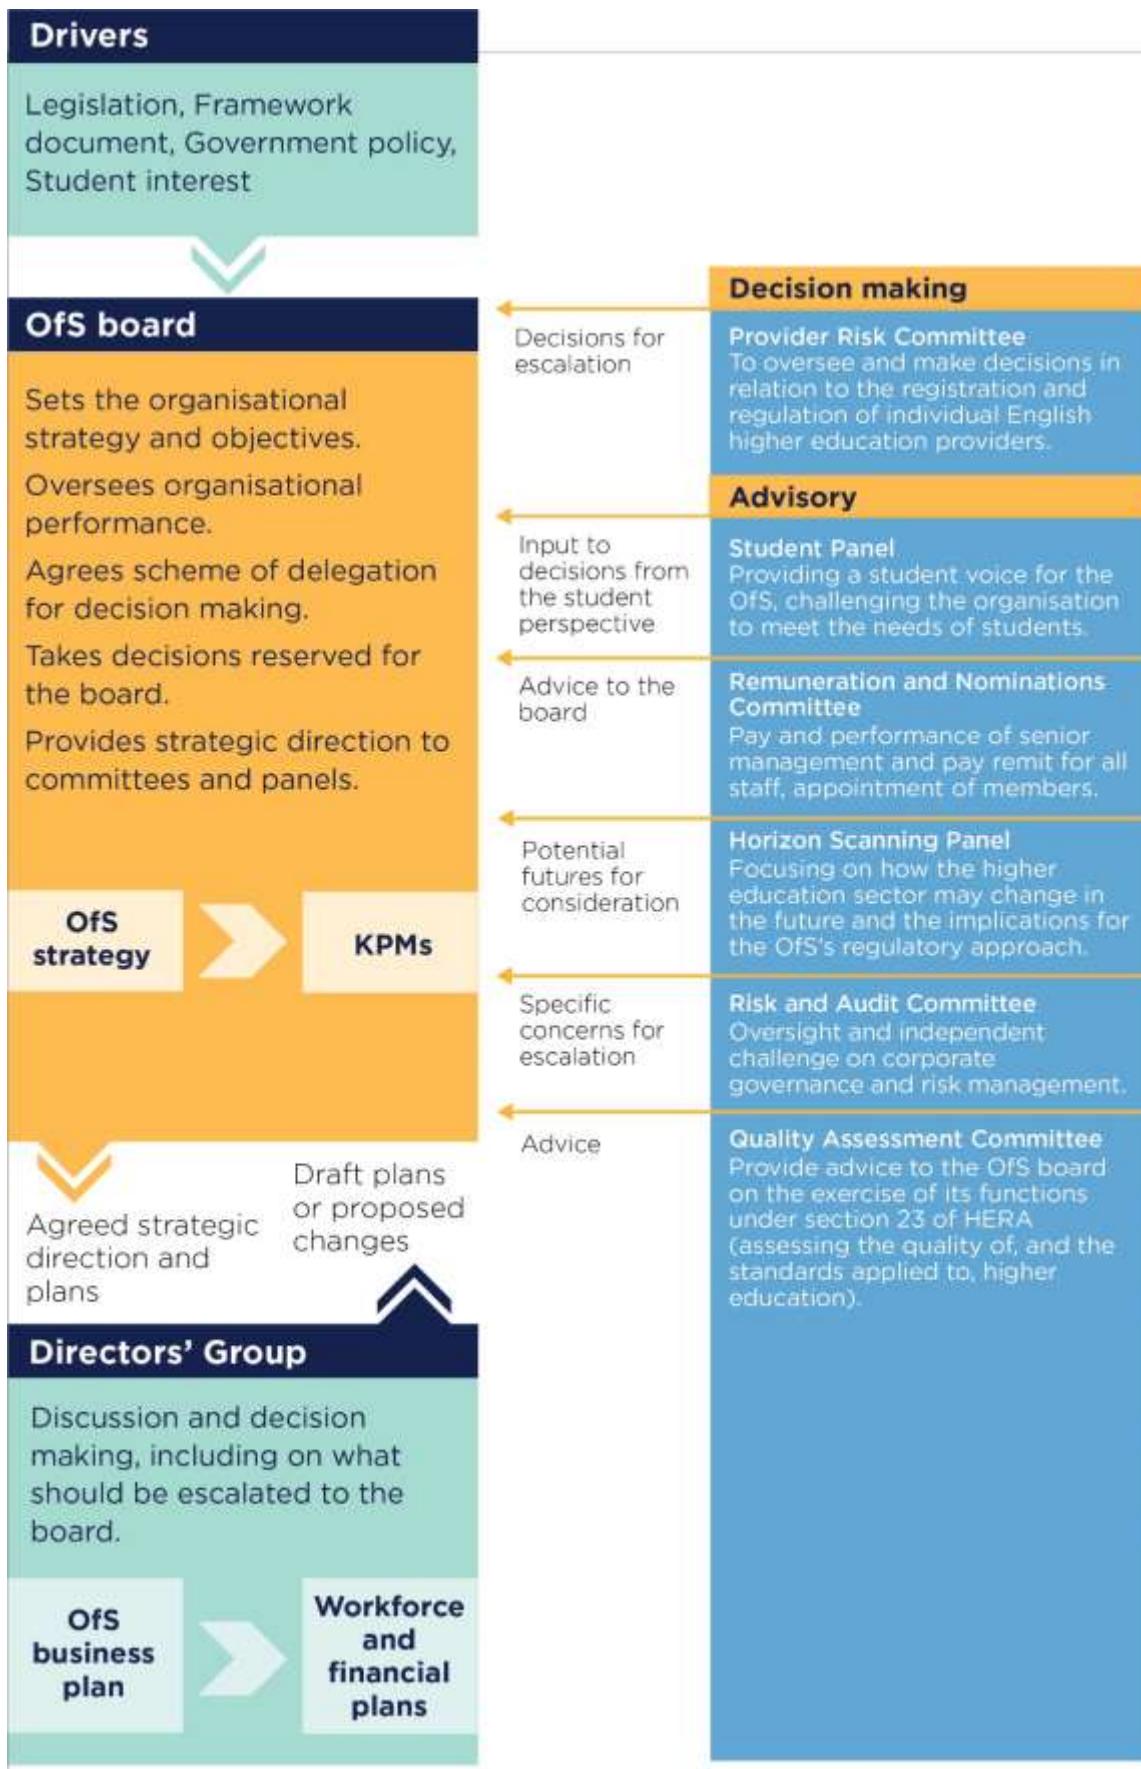 Drivers
Legislation, Framework
document, Government policy,
Student interest
OfS board
Sets the organisational
strategy and objectives.
Oversees organisational
performance.
Agrees scheme of delegation
for decision making.
Takes decisions reserved for
the board.
Provides strategic direction to
committees and panels.
OfS
strategy
KPMs
Agreed strategic
direction and
plans
Draft plans
or proposed
changes
Directors’ Group
Discussion and decision
making, including on what
should be escalated to the
board.
OfS
business
plan
Workforce
and
financial
plans
Decisions for
escalation
Input to
decisions from
the student
perspective
Advice to the
board
Potential
futures for
consideration
Specific
concerns for
escalation
Advice
Decision making
Provider Risk Committee
To oversee and make decisions in
relation to the registration and
regulation of individual English
higher education providers.
Advisory
Student Panel
Providing a student voice for the
OfS, challenging the organisation
to meet the needs of students.
Remuneration and Nominations
Committee
Pay and performance of senior
management and pay remit for all
staff, appointment of members.
Horizon Scanning Panel
Focusing on how the higher
education sector may change in
the future and the implications for
the OfS's regulatory approach.
Risk and Audit Committee
Oversight and independent
challenge on corporate
governance and risk management.
Quality Assessment Committee
Provide advice to the OfS board
on the exercise of its functions
under section 23 of HERA
(assessing the quality of, and the
standards applied to, higher
education).